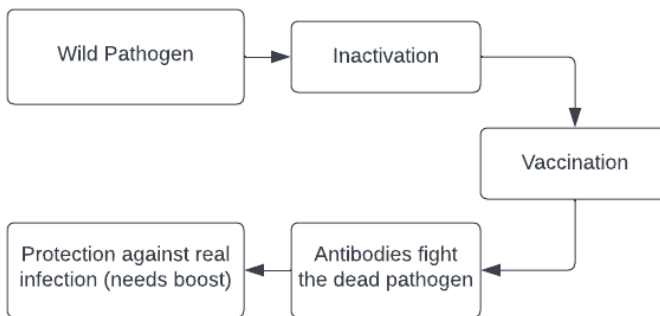 Wild Pathogen
Inactivation
Vaccination
Antibodies fight
the dead pathogen
Protection against real
infection (needs boost)